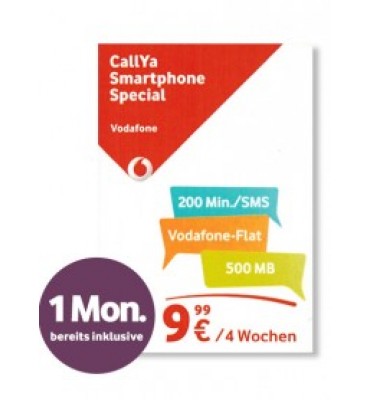 CallYa
Smartphone
Special
Vodafone
200 Min./SMS
Vodafone-Flat
500 MB
1 Mon.
bereits inklusive
9 99 € / 4 Wochen